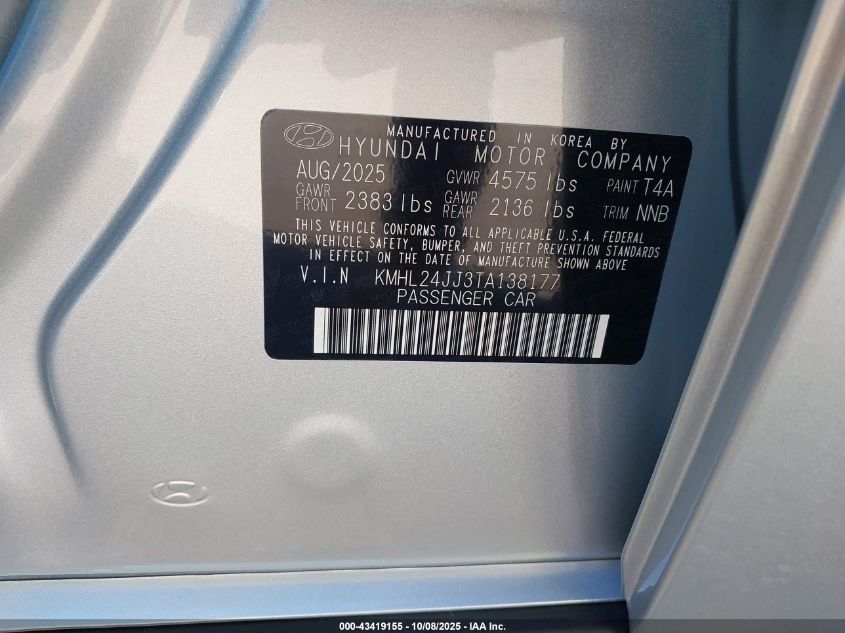 MANUFACTURED IN KOREA BY
HYUNDAI MOTOR COMPANY
AUG/2025 GVWR 4575 lbs PAINT T4A
GAWR FRONT 2383 lbs GAWR REAR 2136 lbs TRIM NNB
THIS VEHICLE CONFORMS TO ALL APPLICABLE U.S.A. FEDERAL
MOTOR VEHICLE SAFETY, BUMPER, AND THEFT PREVENTION STANDARDS
IN EFFECT ON THE DATE OF MANUFACTURE SHOWN ABOVE
V.I.N KMHL24JJ3TA138177
PASSENGER CAR
000-43419155 - 10/08/2025 - IAA Inc.